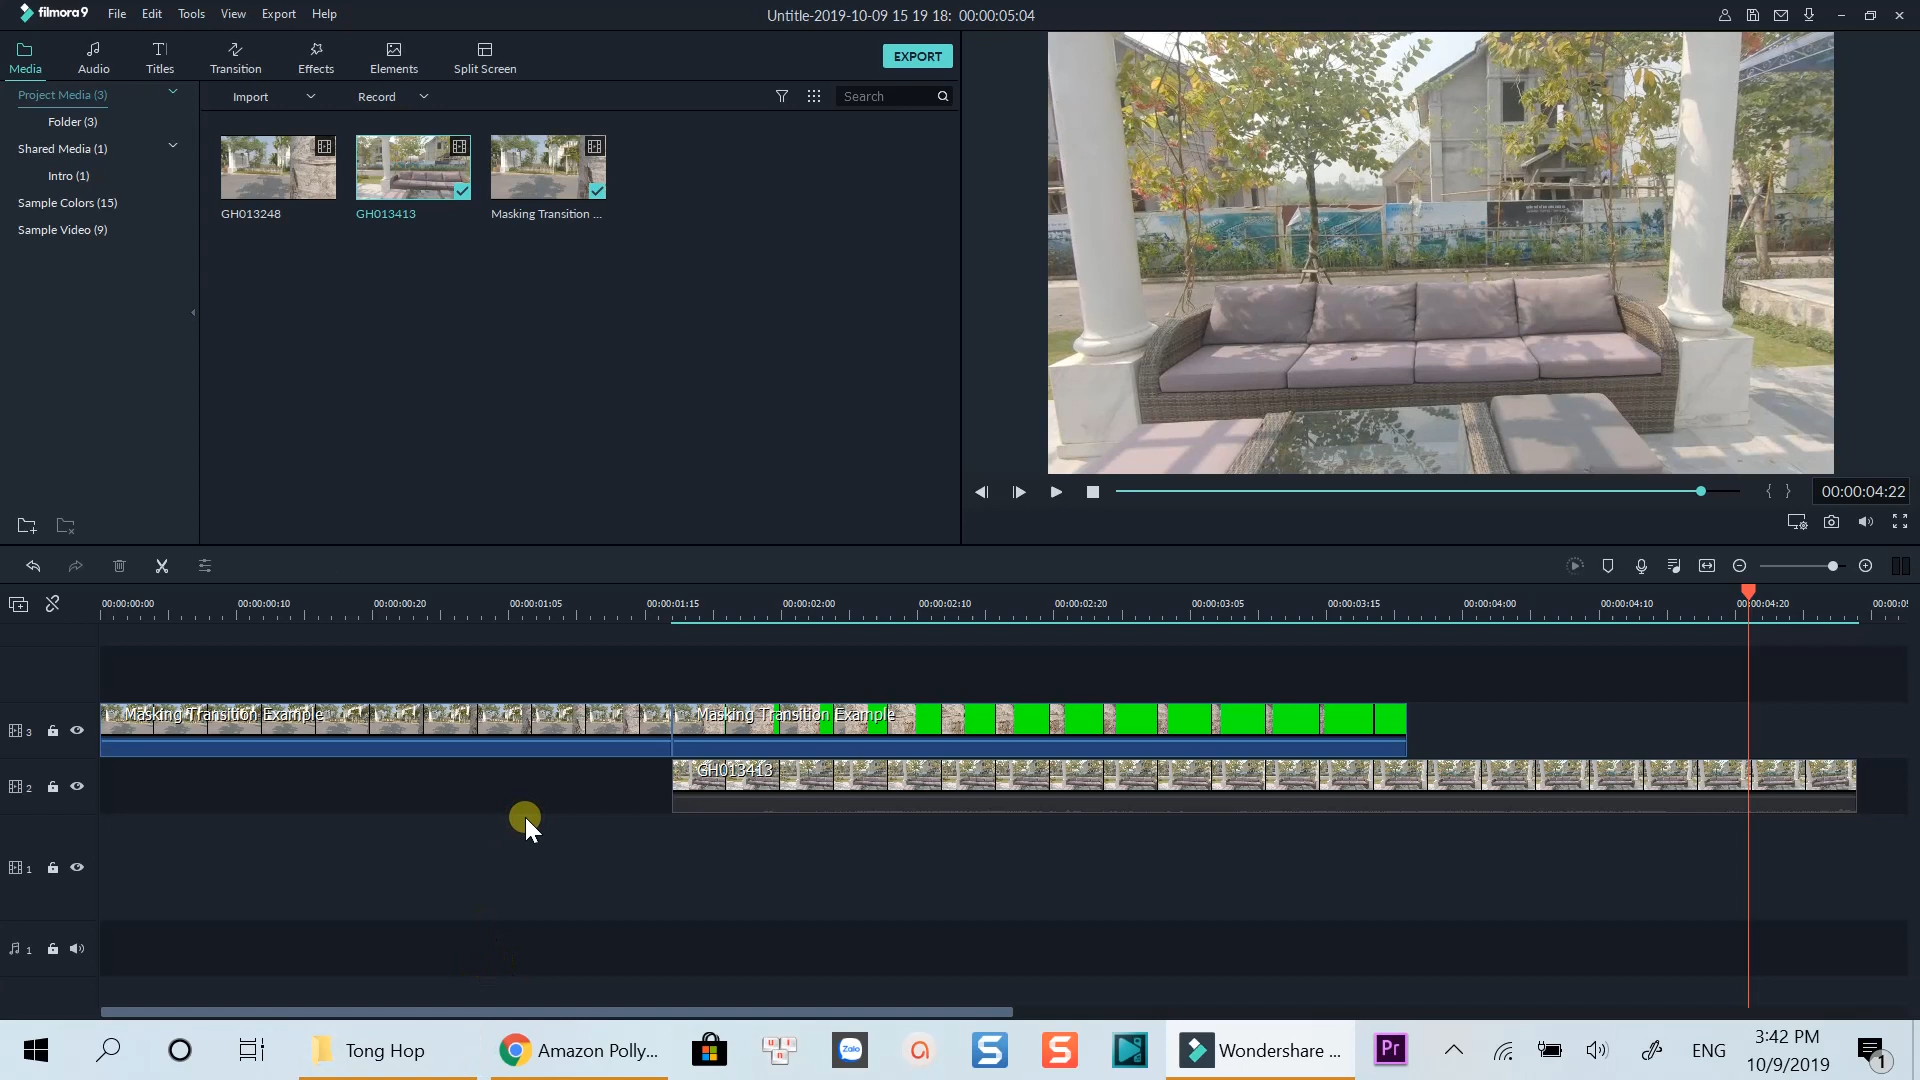 filmora9 File Edit Tools View Export Help
Untitle-2019-10-09 15 19 18: 00:00:05:04
Media Audio Titles Transition Effects Elements Split Screen
EXPORT
Project Media (3)
Folder (3)
Shared Media (1)
Intro (1)
Sample Colors (15)
Sample Video (9)
Import Record Search
GH013248 GH013413 Masking Transition ...
{ } 00:00:04:22
00:00:00:00 00:00:00:10 00:00:00:20 00:00:01:05 00:00:01:15 00:00:02:00 00:00:02:10 00:00:02:20 00:00:03:05 00:00:03:15 00:00:04:00 00:00:04:10 00:00:04:20 00:00:05
3 Masking Transition Example Masking Transition Example
2 GH013413
1
1
Tong Hop Amazon Polly... Zalo S S Wondershare ... Pr ENG
3:42 PM
10/9/2019
1